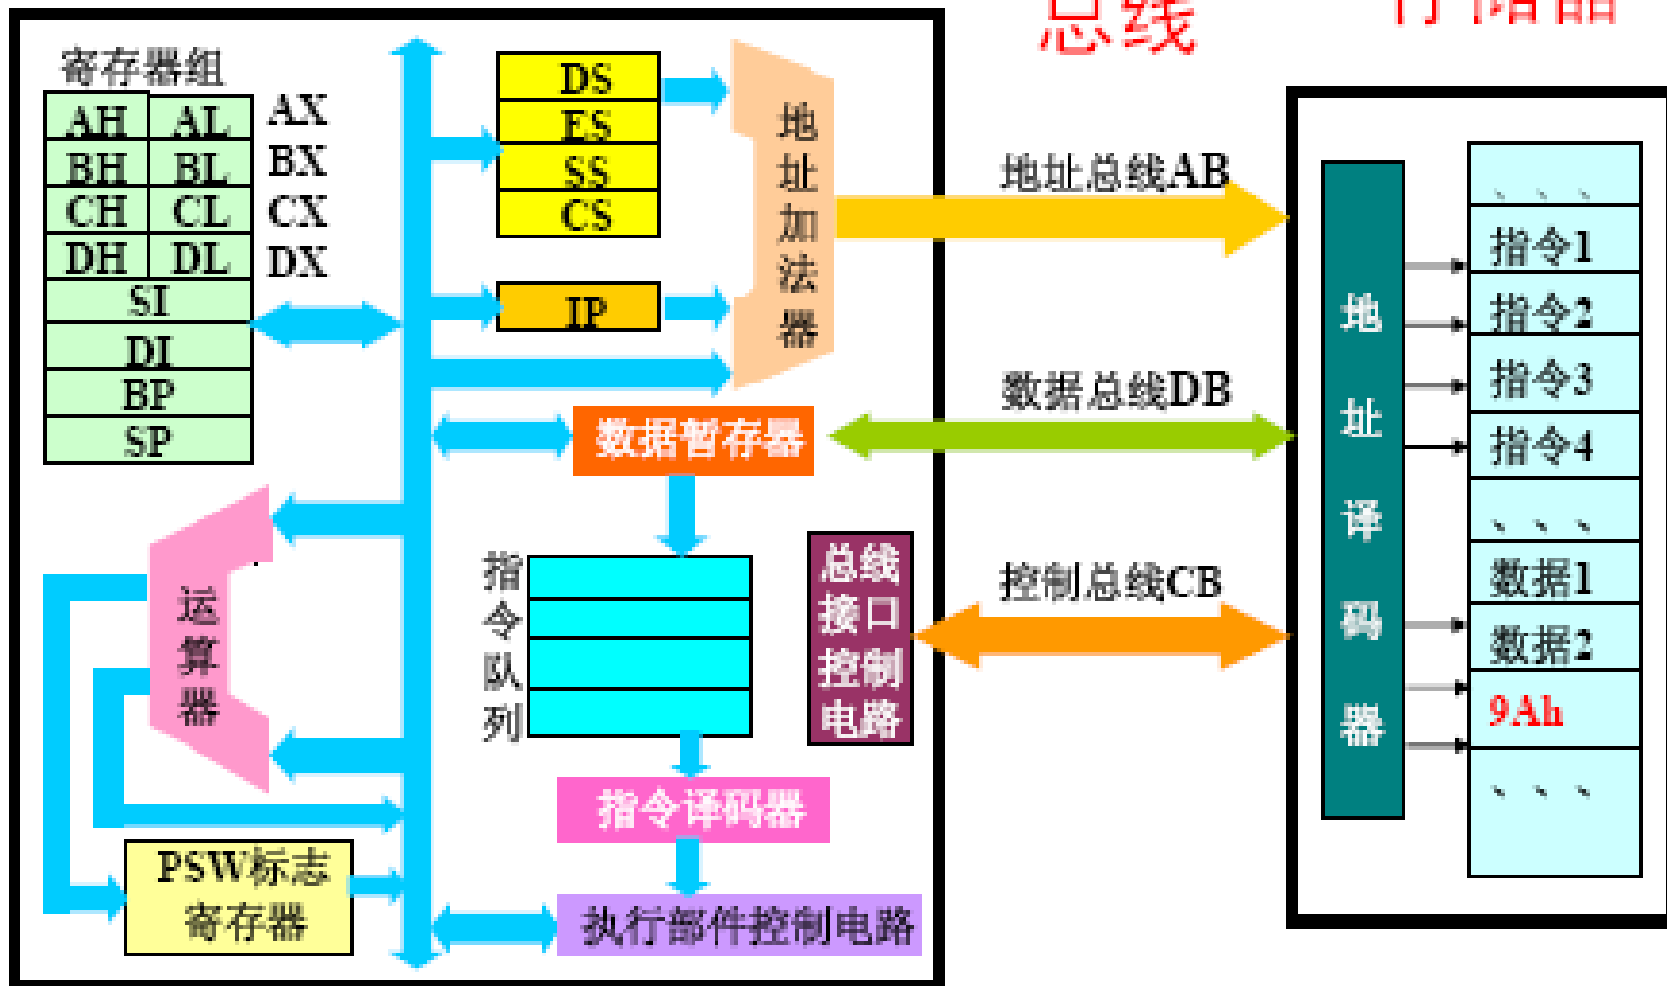 总线
存储器
寄存器组
AH AL AX
BH BL BX
CH CL CX
DH DL DX
SI
DI
BP
SP
DS
ES
SS
CS
IP
地址加法器
数据暂存器
指令队列
总线接口控制电路
指令译码器
执行部件控制电路
运算器
PSW标志
寄存器
地址总线AB
数据总线DB
控制总线CB
地址译码器
、、、
指令1
指令2
指令3
指令4
、、、
数据1
数据2
9Ah
、、、